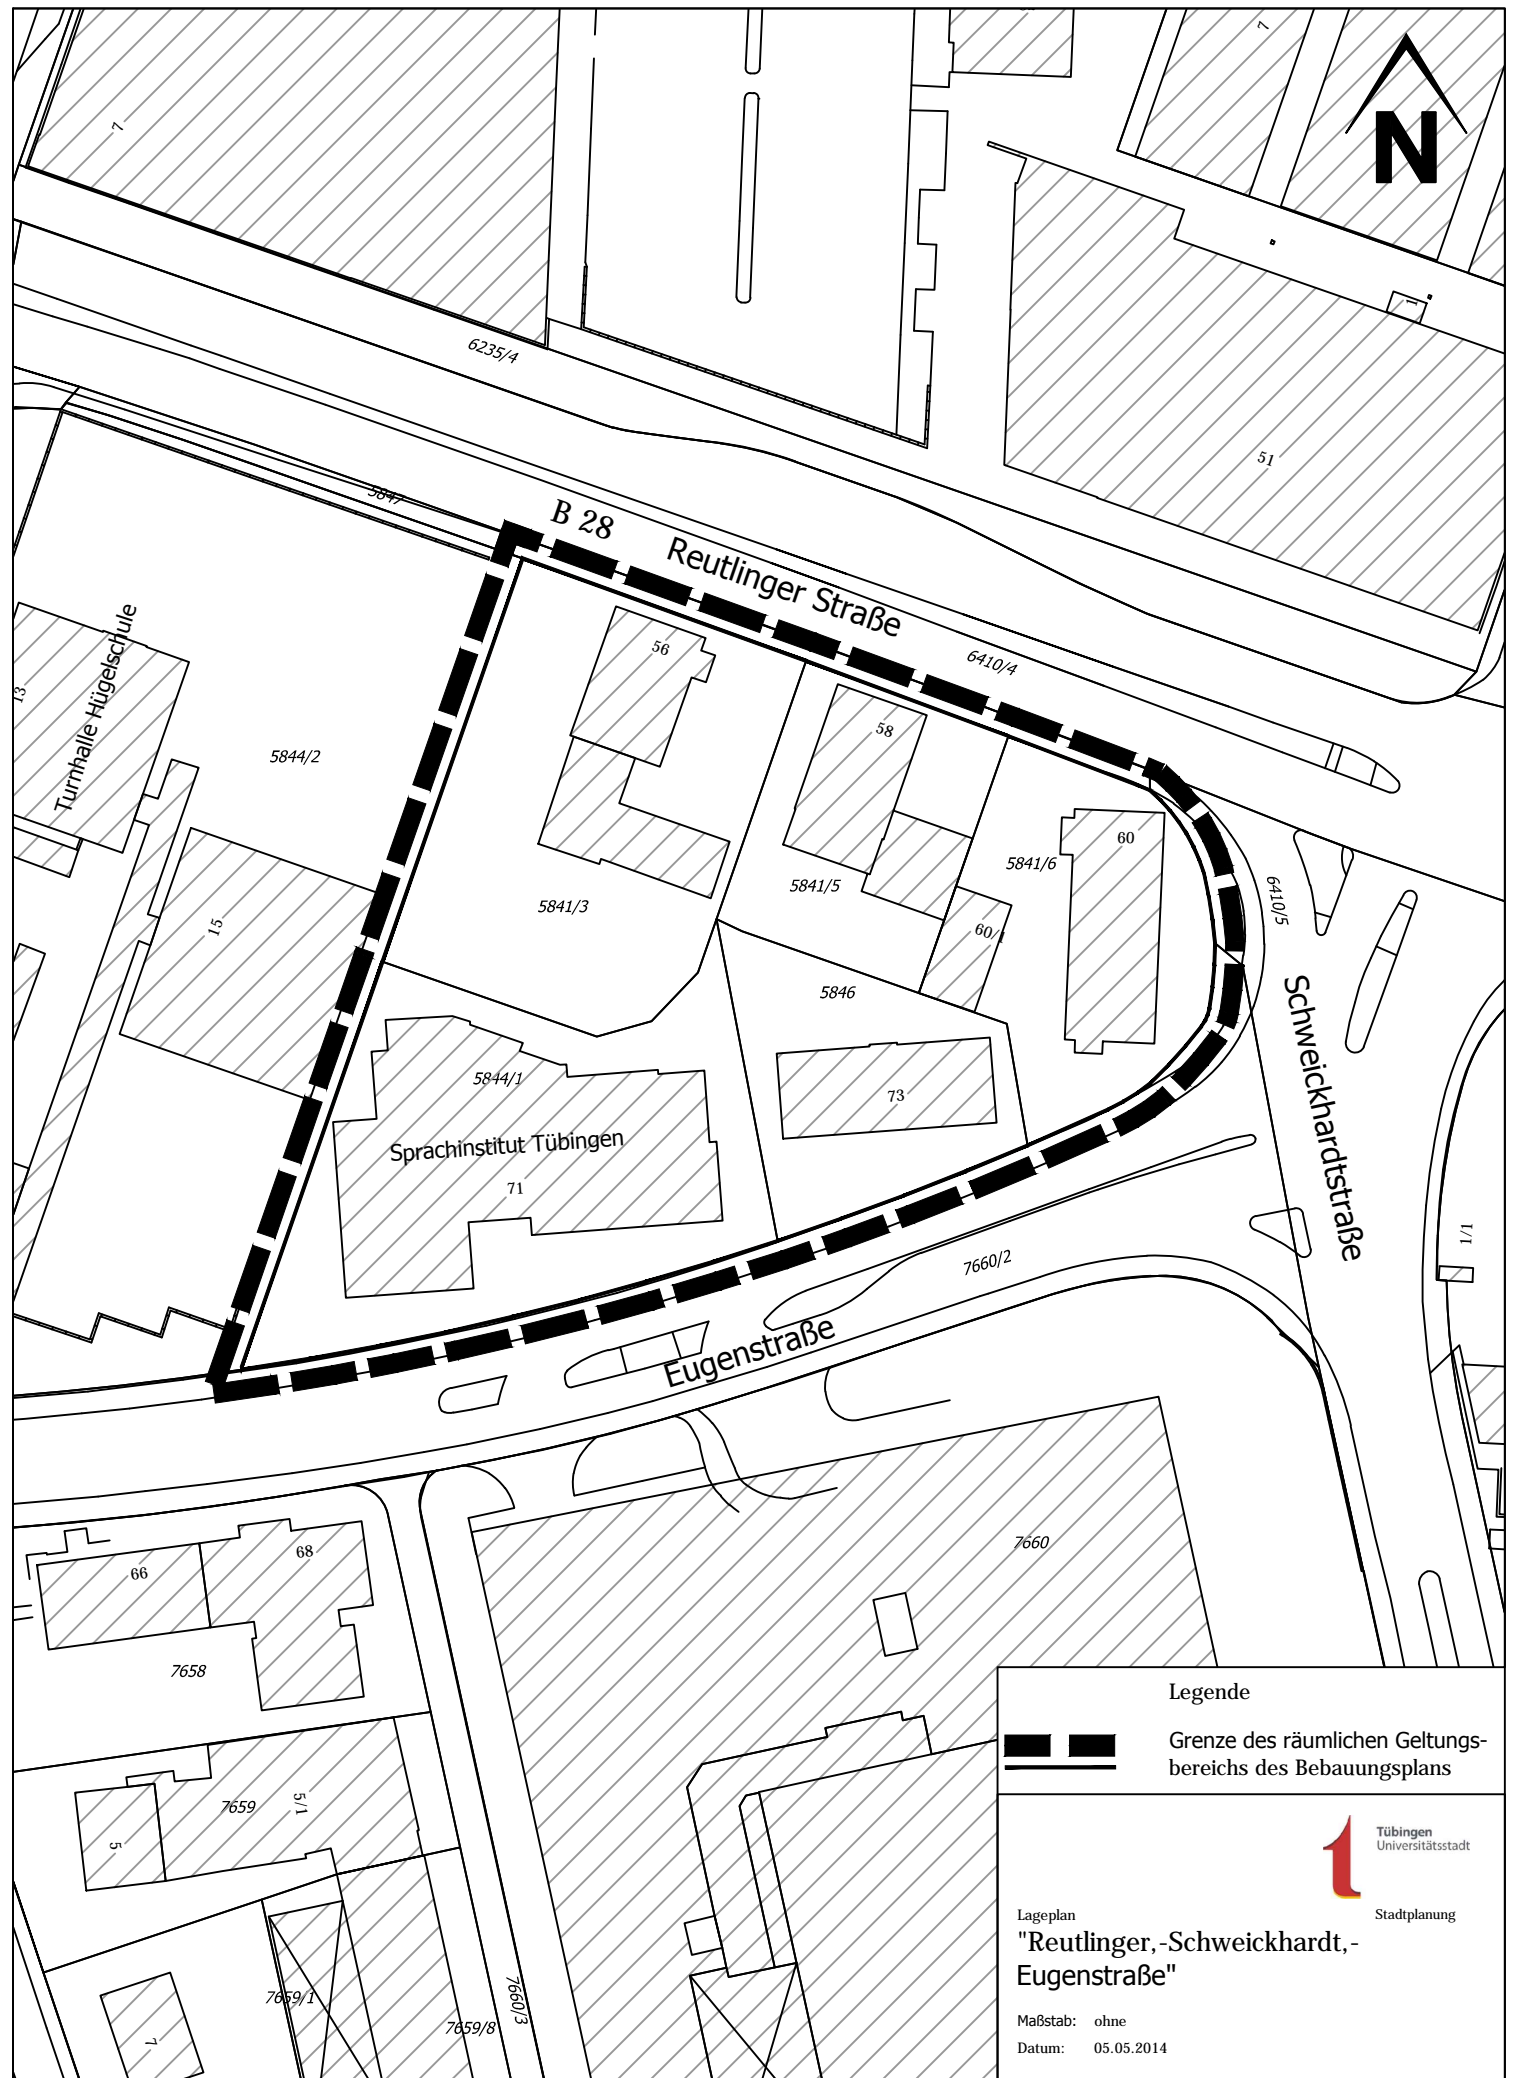 7
7
N
1
6235/4
51
5847
B 28
Reutlinger Straße
6410/4
56
58
60
13
Turnhalle Hügelschule
5844/2
5841/6
5841/5
5841/3
6410/5
15
60/1
5846
Schweickhardtstraße
5844/1
73
Sprachinstitut Tübingen
71
1/1
7660/2
Eugenstraße
7660
68
66
7658
7659
5/1
5
7659/1
7660/3
7659/8
7
Legende
Grenze des räumlichen Geltungs-
bereichs des Bebauungsplans
Tübingen
Universitätsstadt
Lageplan
Stadtplanung
"Reutlinger,-Schweickhardt,-
Eugenstraße"
Maßstab: ohne
Datum: 05.05.2014